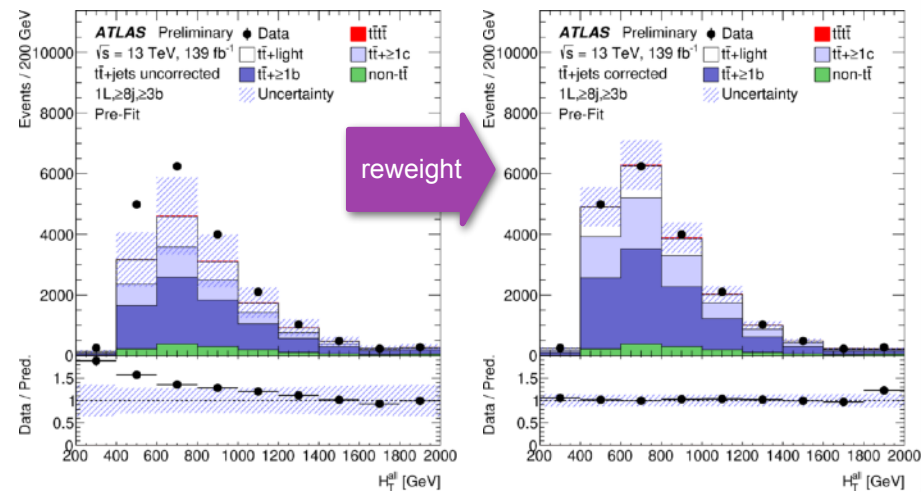 Events / 200 GeV
10000
8000
6000
4000
2000
0
ATLAS Preliminary
√s = 13 TeV, 139 fb⁻¹
tt̄+jets uncorrected
1L,≥8j,≥3b
Pre-Fit
Data
tt̄tt̄
tt̄+light
tt̄+≥1c
tt̄+≥1b
non-tt̄
Uncertainty
Data / Pred.
1.5
1
0.5
0
200 400 600 800 1000 1200 1400 1600 1800 2000
H_T^all [GeV]
reweight
Events / 200 GeV
10000
8000
6000
4000
2000
0
ATLAS Preliminary
√s = 13 TeV, 139 fb⁻¹
tt̄+jets corrected
1L,≥8j,≥3b
Pre-Fit
Data
tt̄tt̄
tt̄+light
tt̄+≥1c
tt̄+≥1b
non-tt̄
Uncertainty
Data / Pred.
1.5
1
0.5
0
200 400 600 800 1000 1200 1400 1600 1800 2000
H_T^all [GeV]